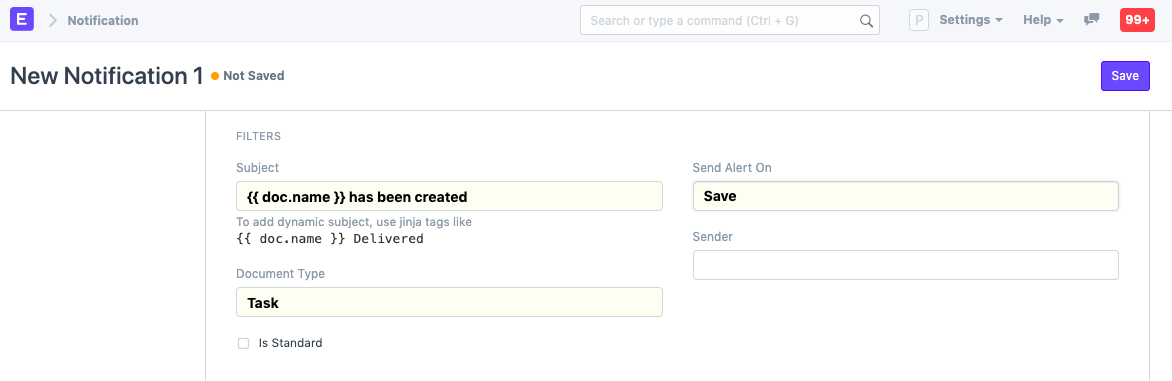 E
Notification
Search or type a command (Ctrl + G)
P
Settings
Help
99+
New Notification 1
Not Saved
Save
FILTERS
Subject
{{ doc.name }} has been created
To add dynamic subject, use jinja tags like
{{ doc.name }} Delivered
Document Type
Task
Is Standard
Send Alert On
Save
Sender